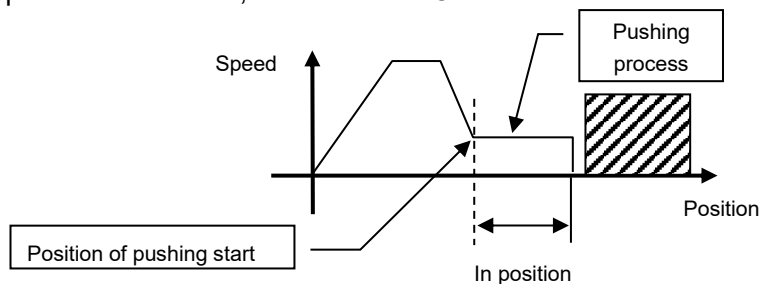 Pushing
process
Speed
Position
Position of pushing start
In position